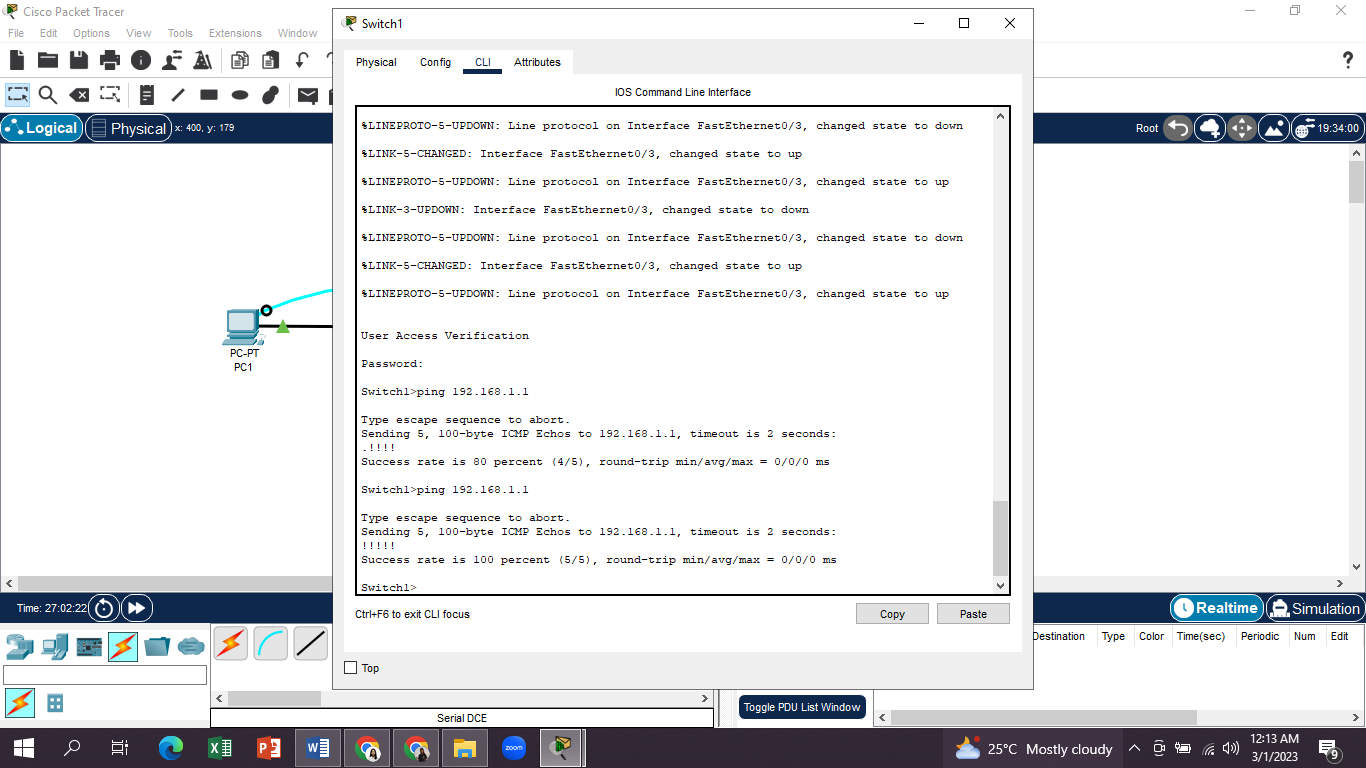 Cisco Packet Tracer
File Edit Options View Tools Extensions Window
Logical
Physical
x: 400, y: 179
Root
19:34:00
PC-PT
PC1
Switch1
Physical Config CLI Attributes
IOS Command Line Interface
%LINEPROTO-5-UPDOWN: Line protocol on Interface FastEthernet0/3, changed state to down
%LINK-5-CHANGED: Interface FastEthernet0/3, changed state to up
%LINEPROTO-5-UPDOWN: Line protocol on Interface FastEthernet0/3, changed state to up
%LINK-3-UPDOWN: Interface FastEthernet0/3, changed state to down
%LINEPROTO-5-UPDOWN: Line protocol on Interface FastEthernet0/3, changed state to down
%LINK-5-CHANGED: Interface FastEthernet0/3, changed state to up
%LINEPROTO-5-UPDOWN: Line protocol on Interface FastEthernet0/3, changed state to up
User Access Verification
Password:
Switch1>ping 192.168.1.1
Type escape sequence to abort.
Sending 5, 100-byte ICMP Echos to 192.168.1.1, timeout is 2 seconds:
.!!!!
Success rate is 80 percent (4/5), round-trip min/avg/max = 0/0/0 ms
Switch1>ping 192.168.1.1
Type escape sequence to abort.
Sending 5, 100-byte ICMP Echos to 192.168.1.1, timeout is 2 seconds:
!!!!!
Success rate is 100 percent (5/5), round-trip min/avg/max = 0/0/0 ms
Switch1>
Ctrl+F6 to exit CLI focus
Copy
Paste
Top
Time: 27:02:22
Realtime
Simulation
Destination Type Color Time(sec) Periodic Num Edit
Toggle PDU List Window
Serial DCE
zoom
25°C Mostly cloudy
12:13 AM
3/1/2023
9